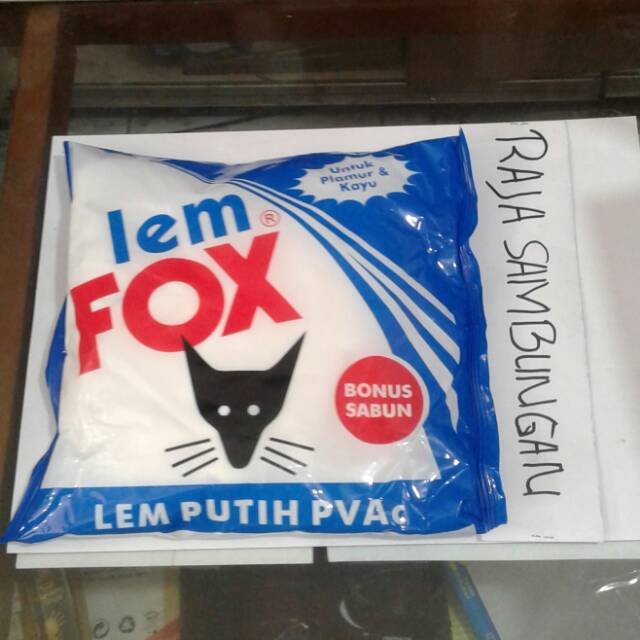 Untuk
Plamur &
Kayu
lem
FOX ®
BONUS
SABUN
LEM PUTIH PVAc
RAJA SAMBUNGAN